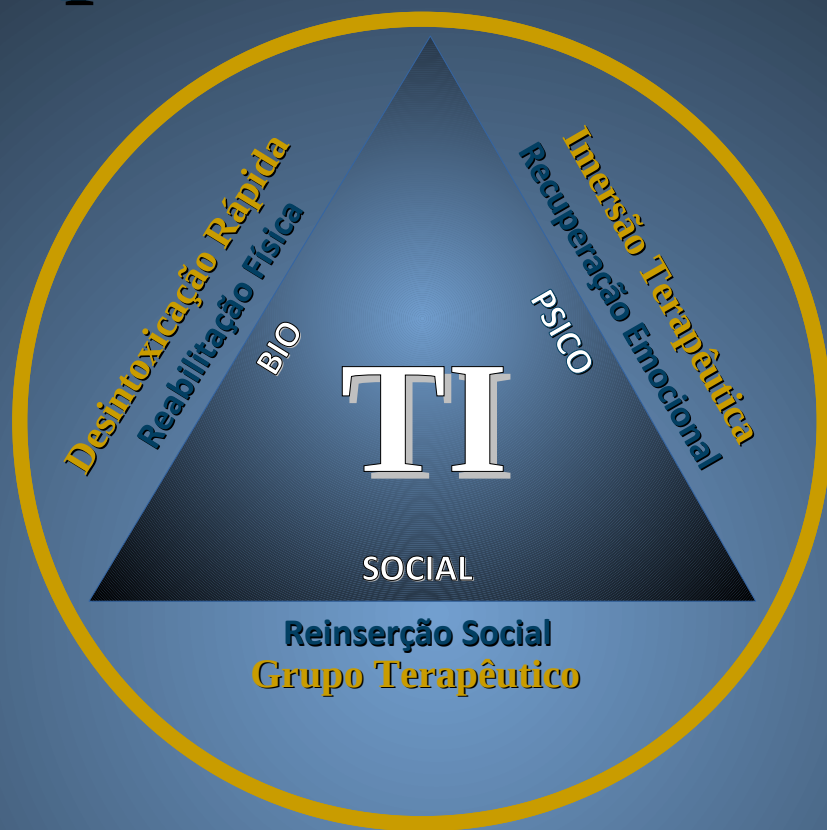 Desintoxicação Rápida
Reabilitação Física
BIO
Imersão Terapêutica
Recuperação Emocional
PSICO
TI
SOCIAL
Reinserção Social
Grupo Terapêutico